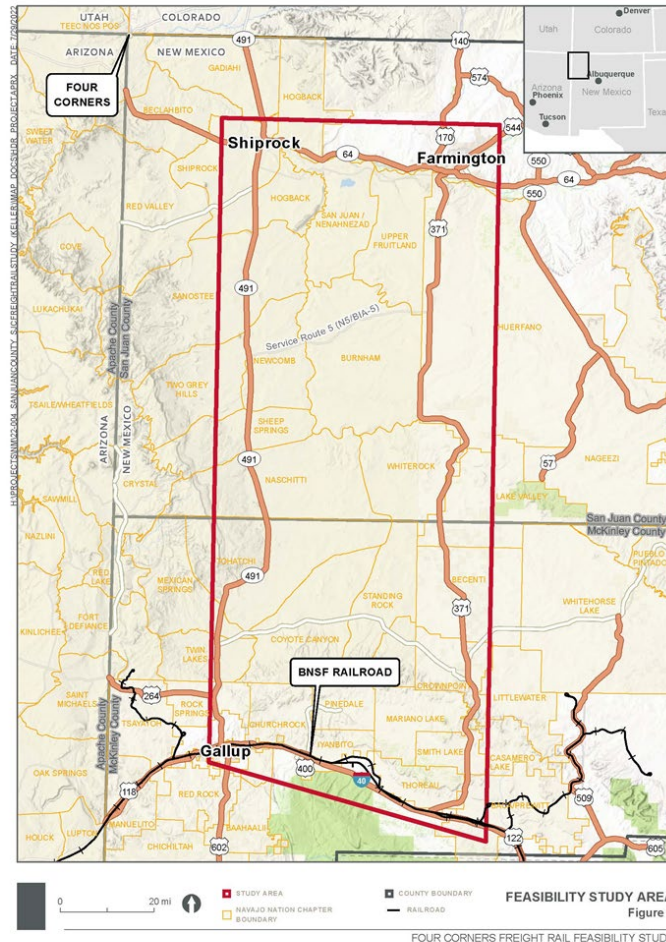 UTAH
COLORADO
Denver
TEEC NOS POS
Utah
Colorado
ARIZONA
NEW MEXICO
491
140
GADIAHI
574
Arizona
Albuquerque
FOUR
CORNERS
HOGBACK
New Mexico
Phoenix
Texa
BECLAHBITO
Tucson
SWEET
WATER
170
544
Shiprock
64
Farmington
550
SHIPROCK
64
550
RED VALLEY
HOGBACK
SAN JUAN /
NENAHNEZAD
371
UPPER
FRUITLAND
COVE
491
SANOSTEE
LUKACHUKAI
Apache County
San Juan County
Service Route 5 (N5/BIA-5)
HUERFANO
NEWCOMB
BURNHAM
TWO GREY
HILLS
TSAILE/WHEATFIELDS
SHEEP
SPRINGS
ARIZONA
NEW MEXICO
491
57
NAGEEZI
CRYSTAL
NASCHITTI
WHITEROCK
SAWMILL
LAKE VALLEY
San Juan County
McKinley County
NAZLINI
PUEBLO
PINTADO
TOHATCHI
RED
LAKE
491
BECENTI
MEXICAN
SPRINGS
STANDING
ROCK
371
WHITEHORSE
LAKE
FORT
DEFIANCE
KINLICHEE
COYOTE CANYON
TWIN
LAKES
BNSF RAILROAD
CROWNPOINT
SAINT
MICHAELS
264
ROCK
SPRINGS
LITTLEWATER
PINEDALE
TSAYATOH
CHURCHROCK
MARIANO LAKE
Apache County
McKinley County
Gallup
IYANBITO
SMITH LAKE
CASAMERO
LAKE
OAK SPRINGS
400
40
THOREAU
118
RED ROCK
509
MANUELITO
BAAHAALII
HOUCK
LUPTON
CHICHILTAH
602
122
605
0
20 mi
STUDY AREA
NAVAJO NATION CHAPTER
BOUNDARY
COUNTY BOUNDARY
RAILROAD
FEASIBILITY STUDY AREA
Figure
FOUR CORNERS FREIGHT RAIL FEASIBILITY STUD